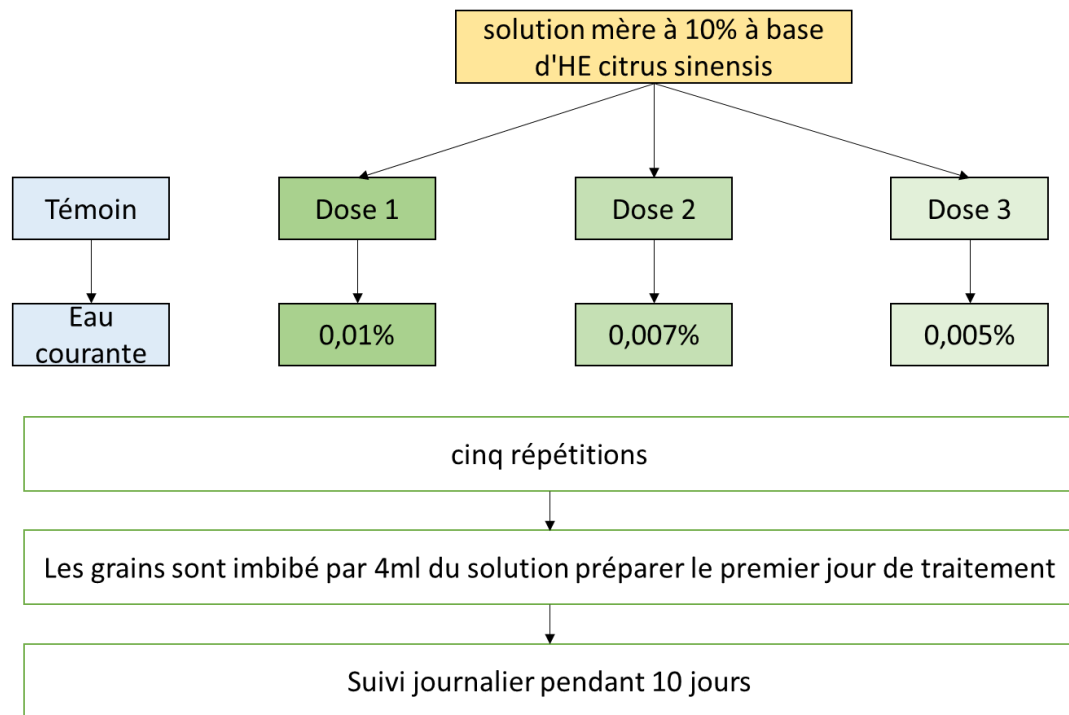 solution mère à 10% à base
d'HE citrus sinensis
Témoin
Dose 1
Dose 2
Dose 3
Eau
courante
0,01%
0,007%
0,005%
cinq répétitions
Les grains sont imbibé par 4ml du solution préparer le premier jour de traitement
Suivi journalier pendant 10 jours